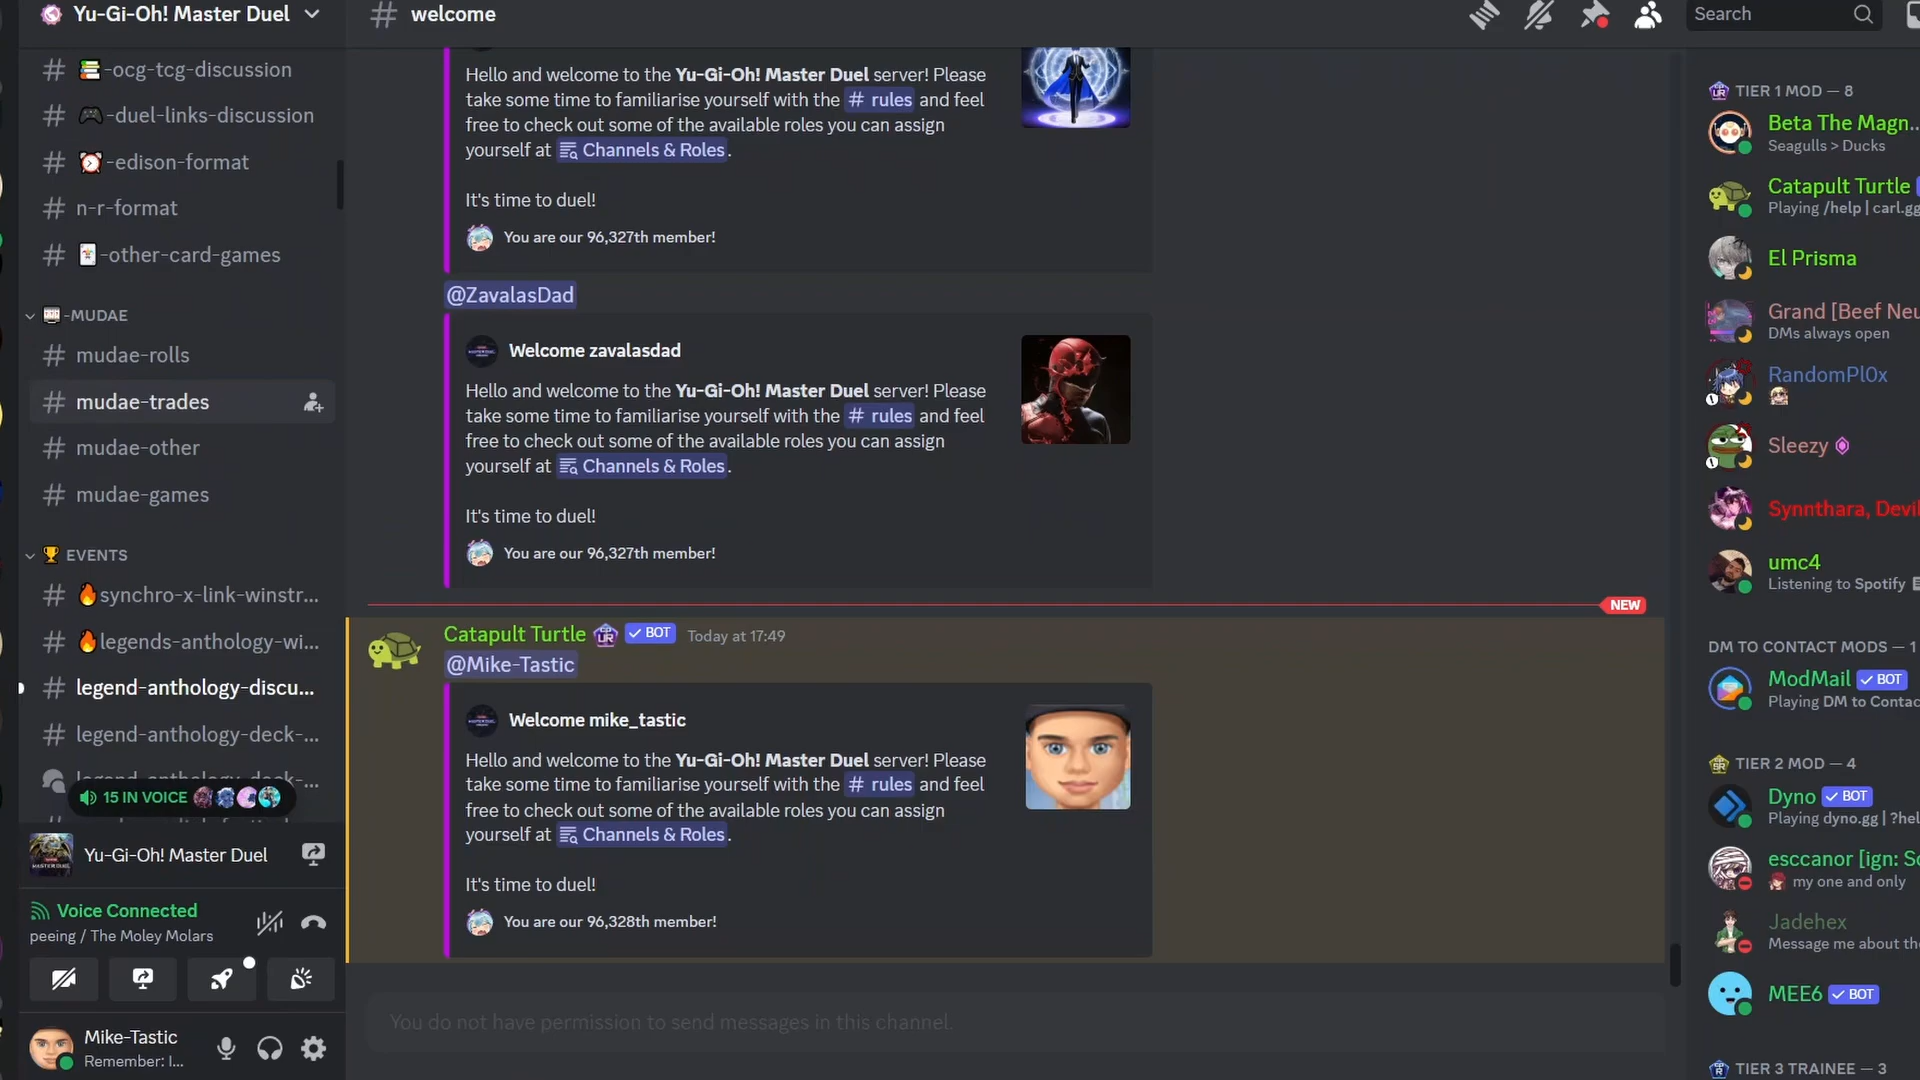 Yu-Gi-Oh! Master Duel
-ocg-tcg-discussion
-duel-links-discussion
-edison-format
n-r-format
-other-card-games
-MUDAE
mudae-rolls
mudae-trades
mudae-other
mudae-games
EVENTS
synchro-x-link-winstr...
legends-anthology-wi...
legend-anthology-discu...
legend-anthology-deck-...
legend-anthology-deck-...
15 IN VOICE
Yu-Gi-Oh! Master Duel
Voice Connected
peeing / The Moley Molars
Mike-Tastic
Remember: I...
# welcome
Hello and welcome to the Yu-Gi-Oh! Master Duel server! Please
take some time to familiarise yourself with the # rules and feel
free to check out some of the available roles you can assign
yourself at Channels & Roles.
It's time to duel!
You are our 96,327th member!
@ZavalasDad
Welcome zavalasdad
Hello and welcome to the Yu-Gi-Oh! Master Duel server! Please
take some time to familiarise yourself with the # rules and feel
free to check out some of the available roles you can assign
yourself at Channels & Roles.
It's time to duel!
You are our 96,327th member!
NEW
Catapult Turtle BOT Today at 17:49
@Mike-Tastic
Welcome mike_tastic
Hello and welcome to the Yu-Gi-Oh! Master Duel server! Please
take some time to familiarise yourself with the # rules and feel
free to check out some of the available roles you can assign
yourself at Channels & Roles.
It's time to duel!
You are our 96,328th member!
You do not have permission to send messages in this channel.
Search
TIER 1 MOD — 8
Beta The Magn...
Seagulls > Ducks
Catapult Turtle
Playing /help | carl.gg
El Prisma
Grand [Beef Neu
DMs always open
RandomPl0x
Sleezy
Synnthara, Devil
umc4
Listening to Spotify
DM TO CONTACT MODS — 1
ModMail BOT
Playing DM to Contac
TIER 2 MOD — 4
Dyno BOT
Playing dyno.gg | ?hel
esccanor [ign: So
my one and only
Jadehex
Message me about the
MEE6 BOT
TIER 3 TRAINEE — 3